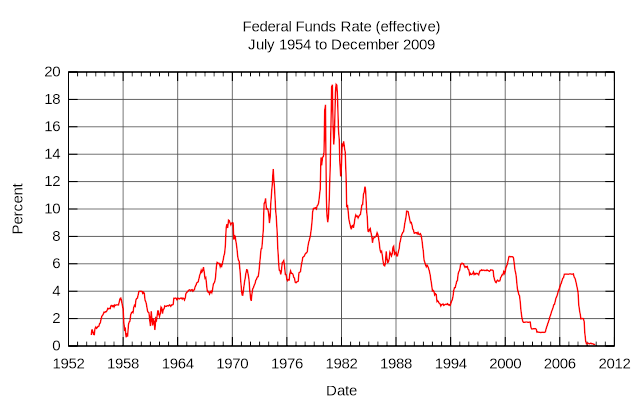 Federal Funds Rate (effective)
July 1954 to December 2009
20
18
16
14
12
10
8
6
4
2
0
Percent
1952 1958 1964 1970 1976 1982 1988 1994 2000 2006 2012
Date